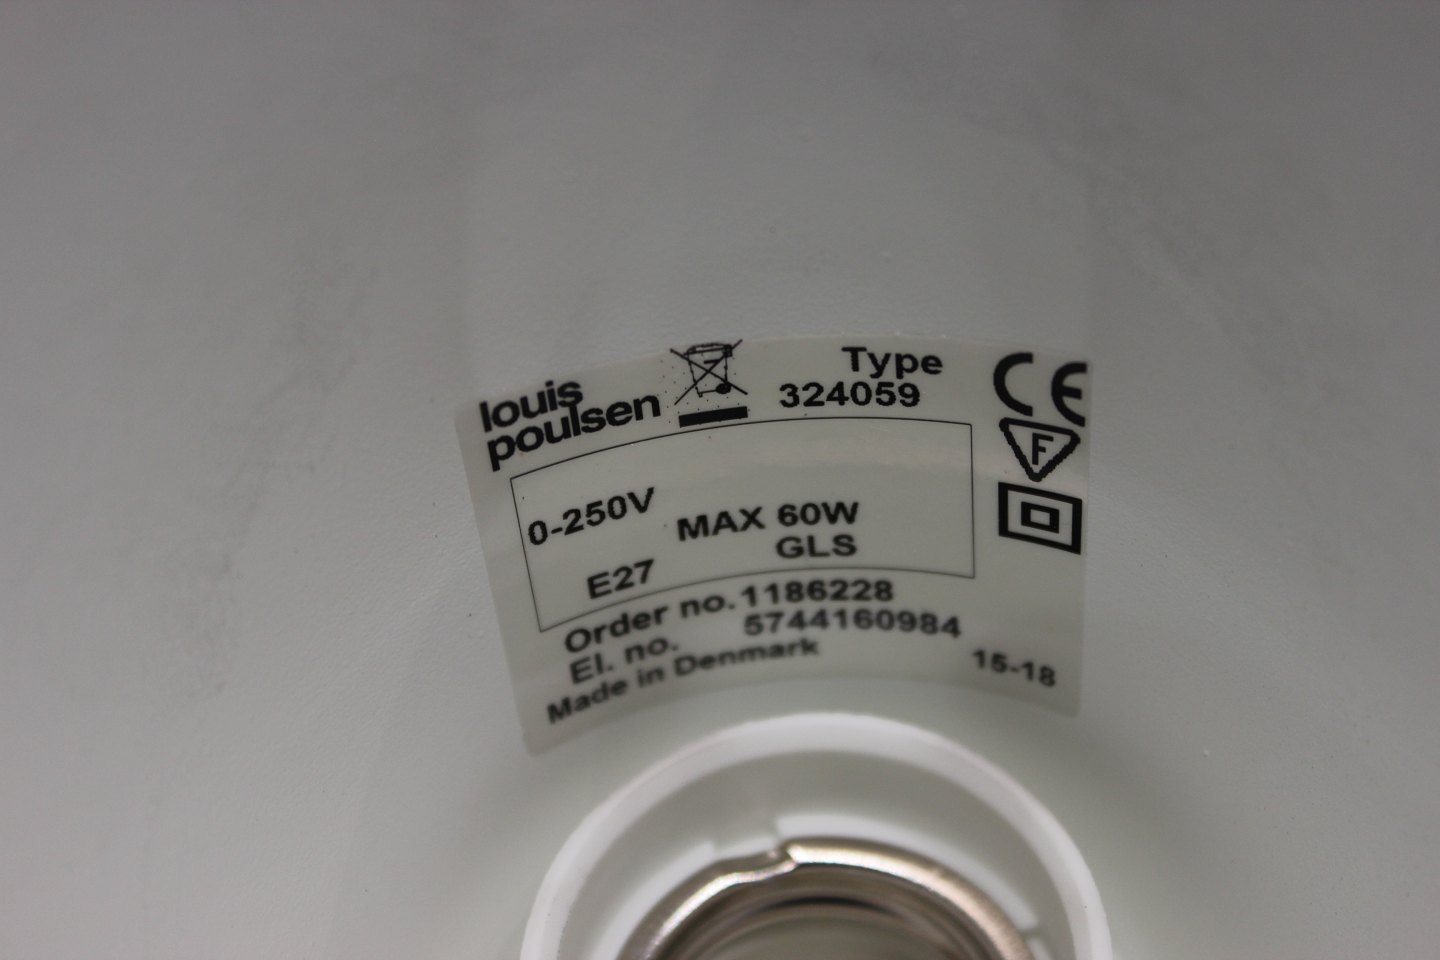 louis
poulsen
Type
324059
CE
F
0-250V
MAX 60W
GLS
E27
Order no. 1186228
El. no. 5744160984
Made in Denmark
15-18